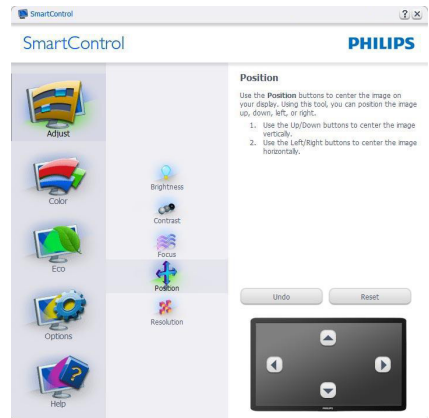 SmartControl
SmartControl
PHILIPS
Adjust
Color
Eco
Options
Help
Brightness
Contrast
Focus
Position
Resolution
Position
Use the Position buttons to center the image on
your display. Using this tool, you can position the image
up, down, left, or right.
1. Use the Up/Down buttons to center the image
vertically.
2. Use the Left/Right buttons to center the image
horizontally.
Undo
Reset
PHILIPS